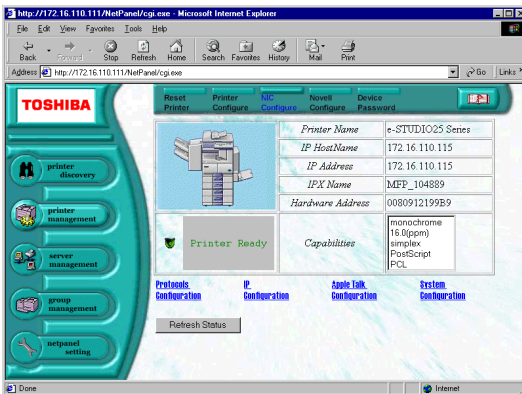 http://172.16.110.111/NetPanel/cgi.exe - Microsoft Internet Explorer
File Edit View Favorites Tools Help
Back Forward Stop Refresh Home Search Favorites History Mail Print
Address http://172.16.110.111/NetPanel/cgi.exe Go Links
TOSHIBA
Reset Printer
Printer Configure
NIC Configure
Novell Configure
Device Password
printer discovery
printer management
server management
group management
netpanel setting
Printer Name e-STUDIO25 Series
IP HostName 172.16.110.115
IP Address 172.16.110.115
IPX Name MFP_104889
Hardware Address 0080912199B9
Printer Ready
Capabilities
monochrome
16.0(ppm)
simplex
PostScript
PCL
Protocols Configuration
IP Configuration
Apple Talk Configuration
System Configuration
Refresh Status
Done Internet